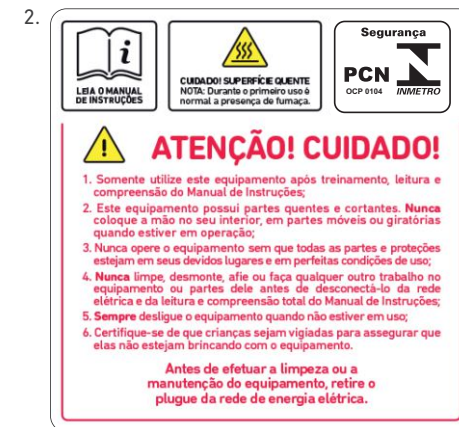 2.
i
LEIA O MANUAL
DE INSTRUÇÕES
CUIDADO! SUPERFÍCIE QUENTE
NOTA: Durante o primeiro uso é
normal a presença de fumaça.
Segurança
PCN
OCP 0104
INMETRO
ATENÇÃO! CUIDADO!
1. Somente utilize este equipamento após treinamento, leitura e
compreensão do Manual de Instruções;
2. Este equipamento possui partes quentes e cortantes. Nunca
coloque a mão no seu interior, em partes móveis ou giratórias
quando estiver em operação;
3. Nunca opere o equipamento sem que todas as partes e proteções
estejam em seus devidos lugares e em perfeitas condições de uso;
4. Nunca limpe, desmonte, afie ou faça qualquer outro trabalho no
equipamento ou partes dele antes de desconectá-lo da rede
elétrica e da leitura e compreensão total do Manual de Instruções;
5. Sempre desligue o equipamento quando não estiver em uso;
6. Certifique-se de que crianças sejam vigiadas para assegurar que
elas não estejam brincando com o equipamento.
Antes de efetuar a limpeza ou a
manutenção do equipamento, retire o
plugue da rede de energia elétrica.